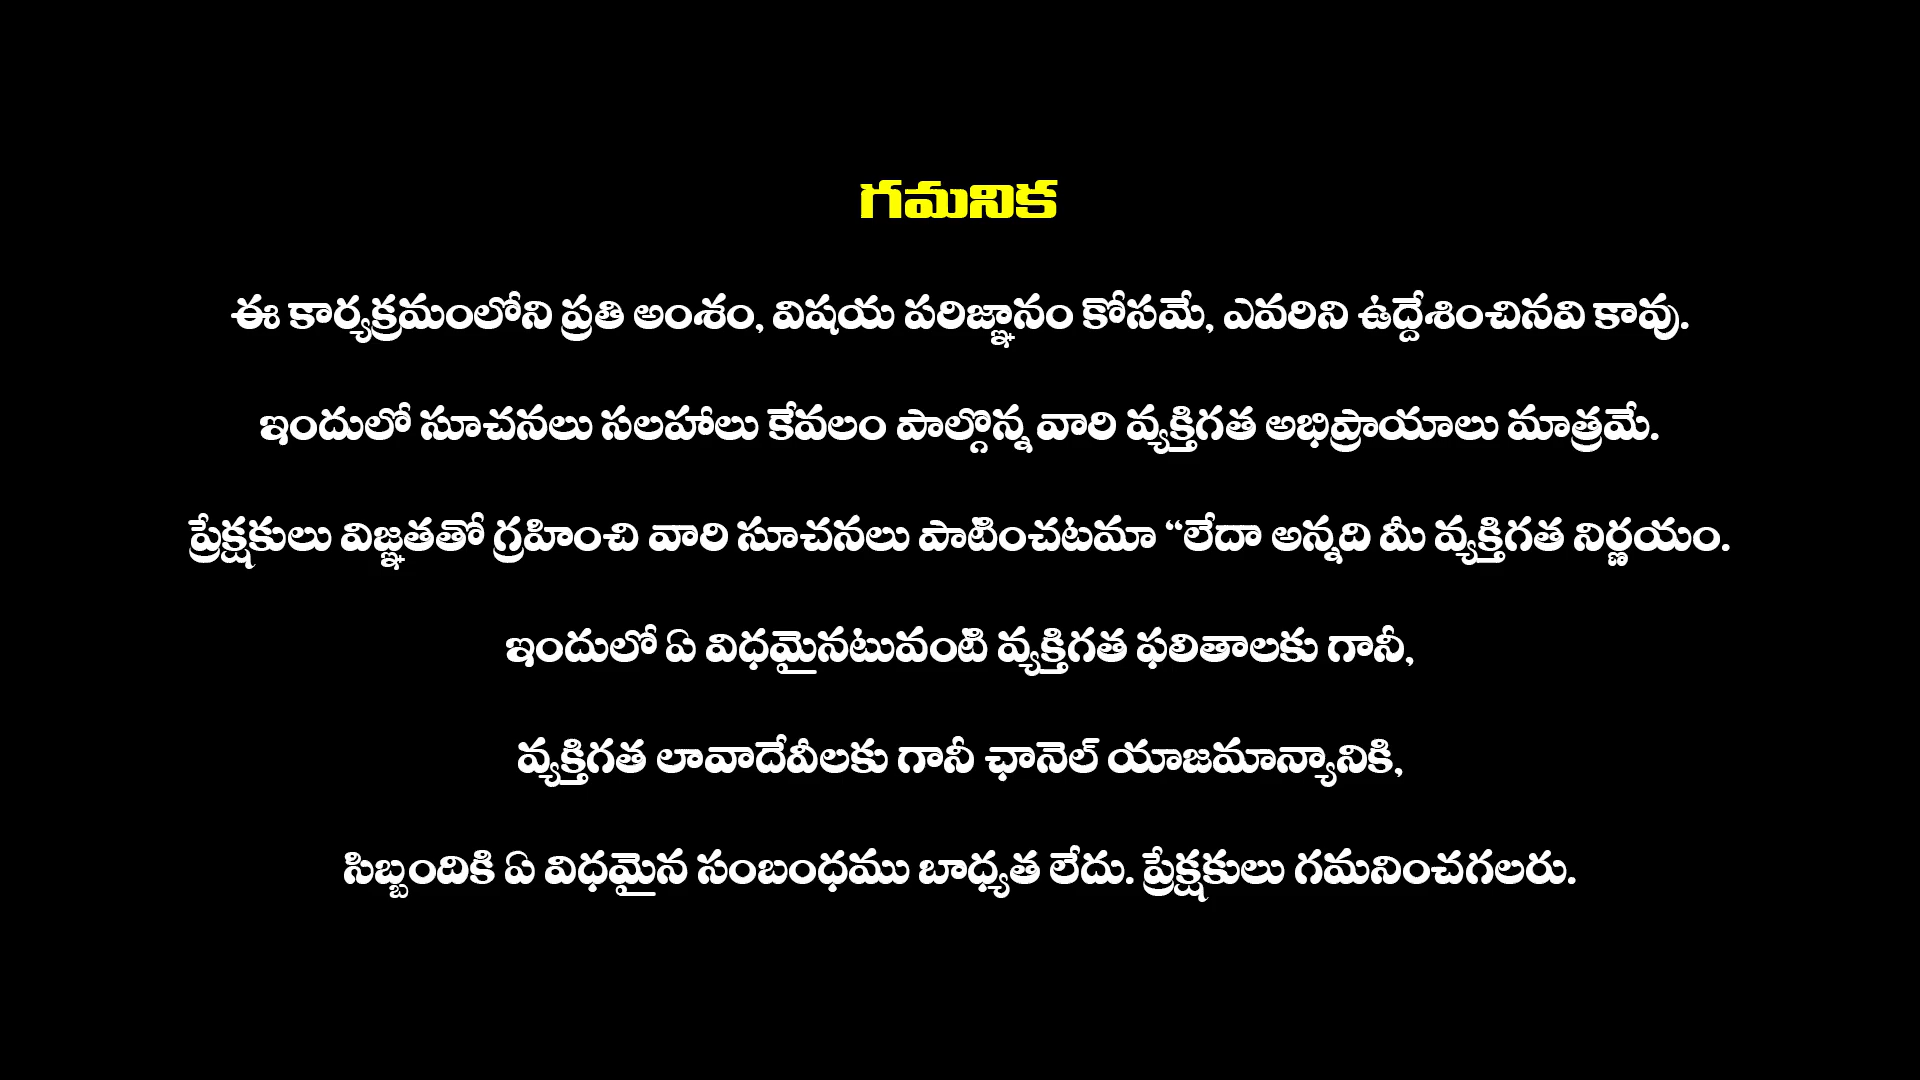 గమనిక
ఈ కార్యక్రమంలోని ప్రతి అంశం, విషయ పరిజ్ఞానం కోసమే, ఎవరిని ఉద్దేశించినవి కావు.
ఇందులో సూచనలు సలహాలు కేవలం పాల్గొన్న వారి వ్యక్తిగత అభిప్రాయాలు మాత్రమే.
ప్రేక్షకులు విజ్ఞతతో గ్రహించి వారి సూచనలు పాటించటమా “లేదా అన్నది మీ వ్యక్తిగత నిర్ణయం.
ఇందులో ఏ విధమైనటువంటి వ్యక్తిగత ఫలితాలకు గానీ,
వ్యక్తిగత లావాదేవీలకు గానీ ఛానెల్ యాజమాన్యానికి,
సిబ్బందికి ఏ విధమైన సంబంధము బాధ్యత లేదు. ప్రేక్షకులు గమనించగలరు.